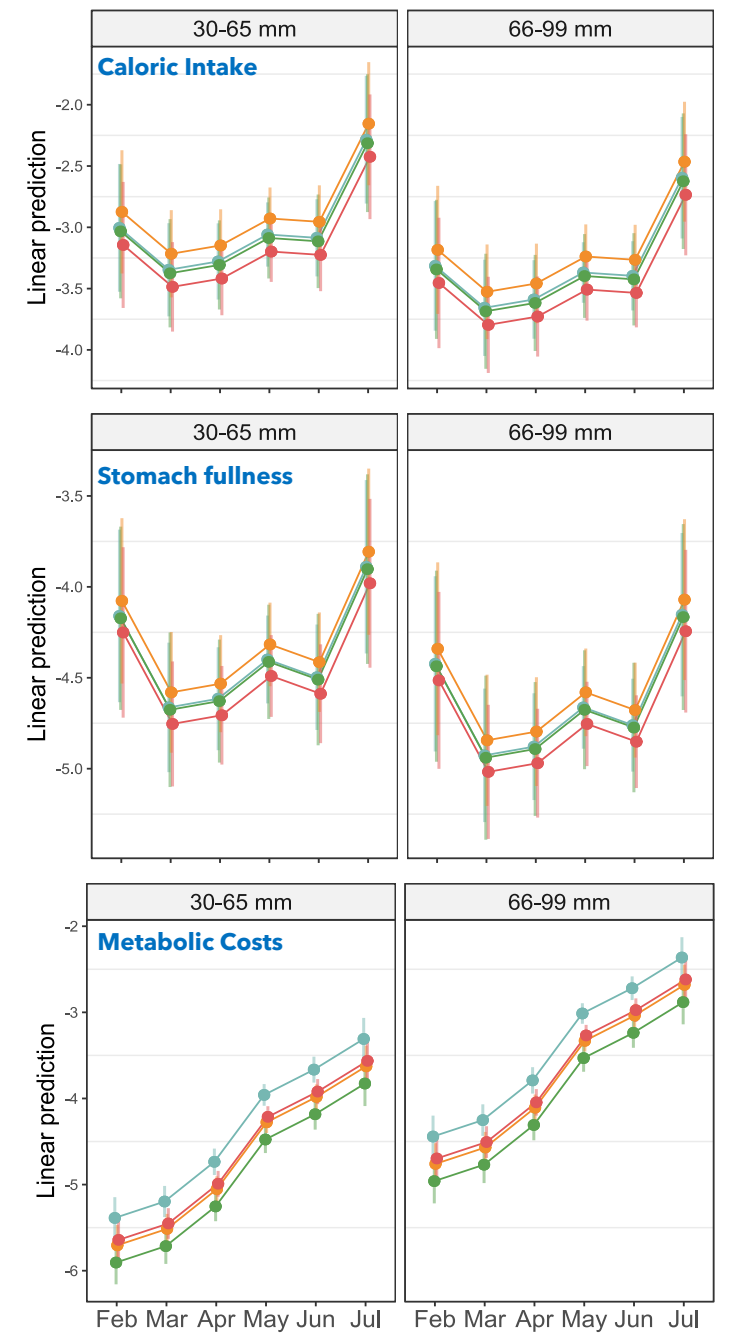 30-65 mm 66-99 mm
Caloric Intake
Linear prediction
-2.0
-2.5
-3.0
-3.5
-4.0
30-65 mm 66-99 mm
Stomach fullness
Linear prediction
-3.5
-4.0
-4.5
-5.0
30-65 mm 66-99 mm
Metabolic Costs
Linear prediction
-2
-3
-4
-5
-6
Feb Mar Apr May Jun Jul Feb Mar Apr May Jun Jul